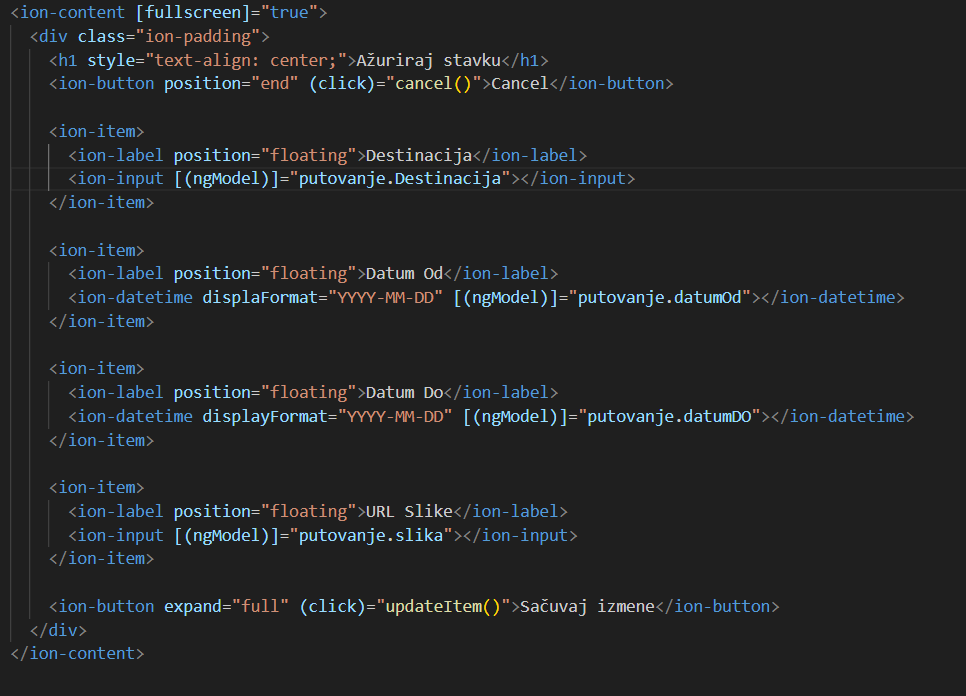 <ion-content [fullscreen]="true">
<div class="ion-padding">
<h1 style="text-align: center;">Ažuriraj stavku</h1>
<ion-button position="end" (click)="cancel()">Cancel</ion-button>
<ion-item>
<ion-label position="floating">Destinacija</ion-label>
<ion-input [(ngModel)]="putovanje.Destinacija"></ion-input>
</ion-item>
<ion-item>
<ion-label position="floating">Datum Od</ion-label>
<ion-datetime displaFormat="YYYY-MM-DD" [(ngModel)]="putovanje.datumOd"></ion-datetime>
</ion-item>
<ion-item>
<ion-label position="floating">Datum Do</ion-label>
<ion-datetime displayFormat="YYYY-MM-DD" [(ngModel)]="putovanje.datumDO"></ion-datetime>
</ion-item>
<ion-item>
<ion-label position="floating">URL Slike</ion-label>
<ion-input [(ngModel)]="putovanje.slika"></ion-input>
</ion-item>
<ion-button expand="full" (click)="updateItem()">Sačuvaj izmene</ion-button>
</div>
</ion-content>